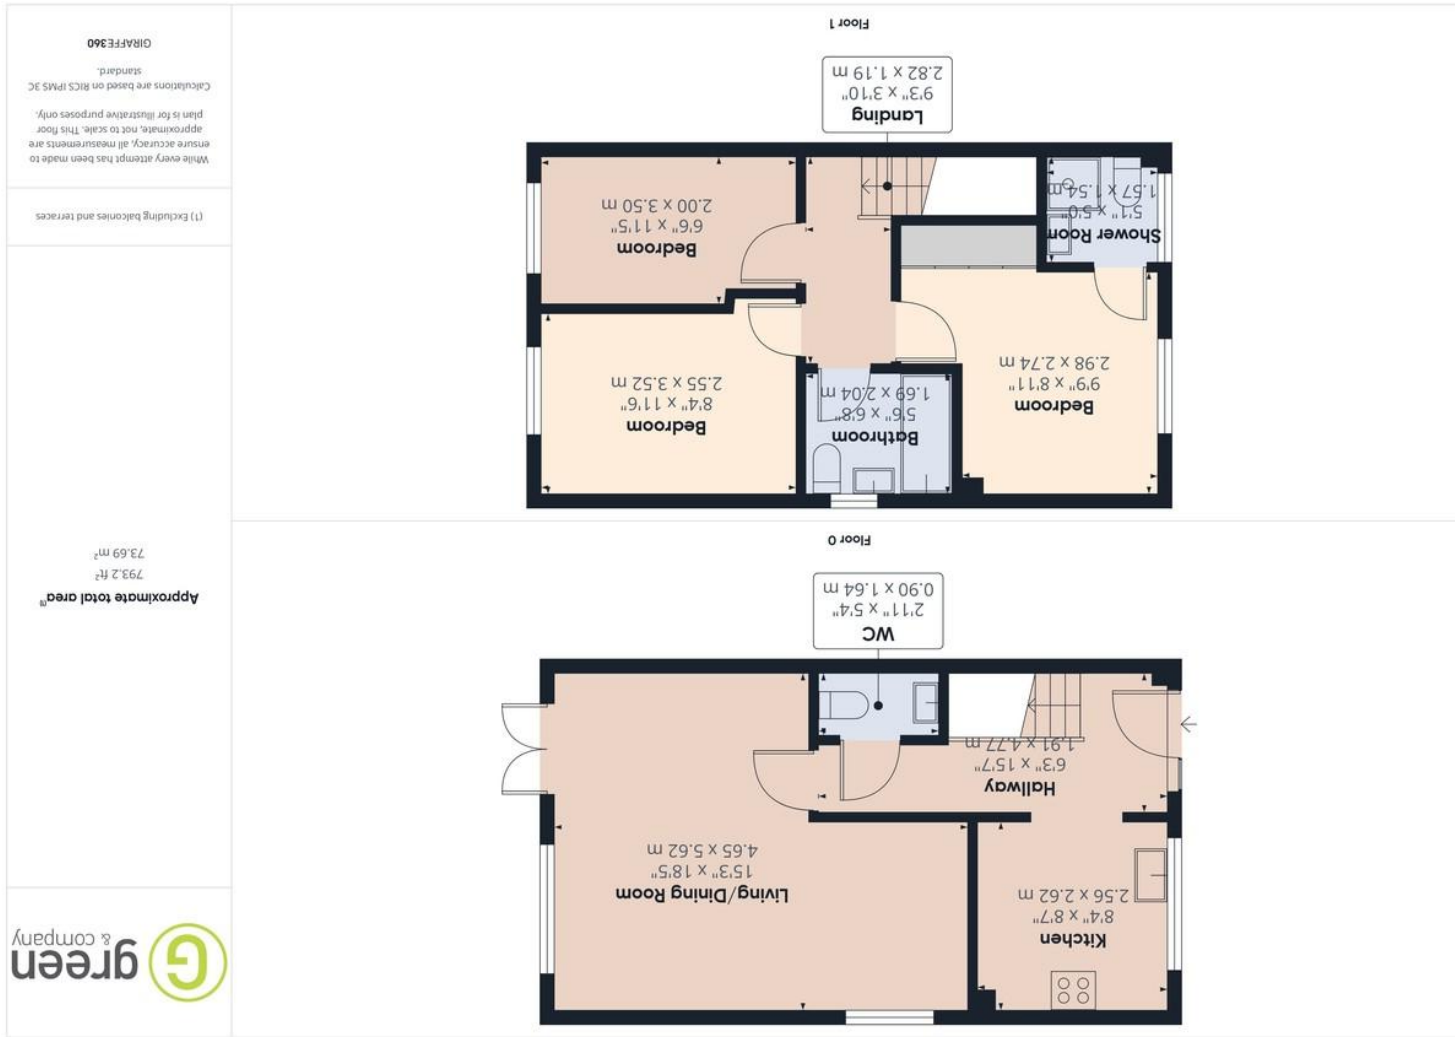 green
& company
Approximate total area⁽¹⁾
793.2 ft²
73.69 m²
(1) Excluding balconies and terraces
While every attempt has been made to
ensure accuracy, all measurements are
approximate, not to scale. This floor
plan is for illustrative purposes only.
Calculations are based on RICS IPMS 3C
standard.
GIRAFFE360
Kitchen
8'4" x 8'7"
2.56 x 2.62 m
Living/Dining Room
15'3" x 18'5"
4.65 x 5.62 m
Hallway
6'3" x 15'7"
1.91 x 4.77 m
WC
2'11" x 5'4"
0.90 x 1.64 m
Floor 0
Bedroom
9'9" x 8'11"
2.98 x 2.74 m
Bathroom
5'6" x 6'8"
1.69 x 2.04 m
Bedroom
8'4" x 11'6"
2.55 x 3.52 m
Shower Room
5'1" x 5'0"
1.57 x 1.54 m
Bedroom
6'6" x 11'5"
2.00 x 3.50 m
Landing
9'3" x 3'10"
2.82 x 1.19 m
Floor 1